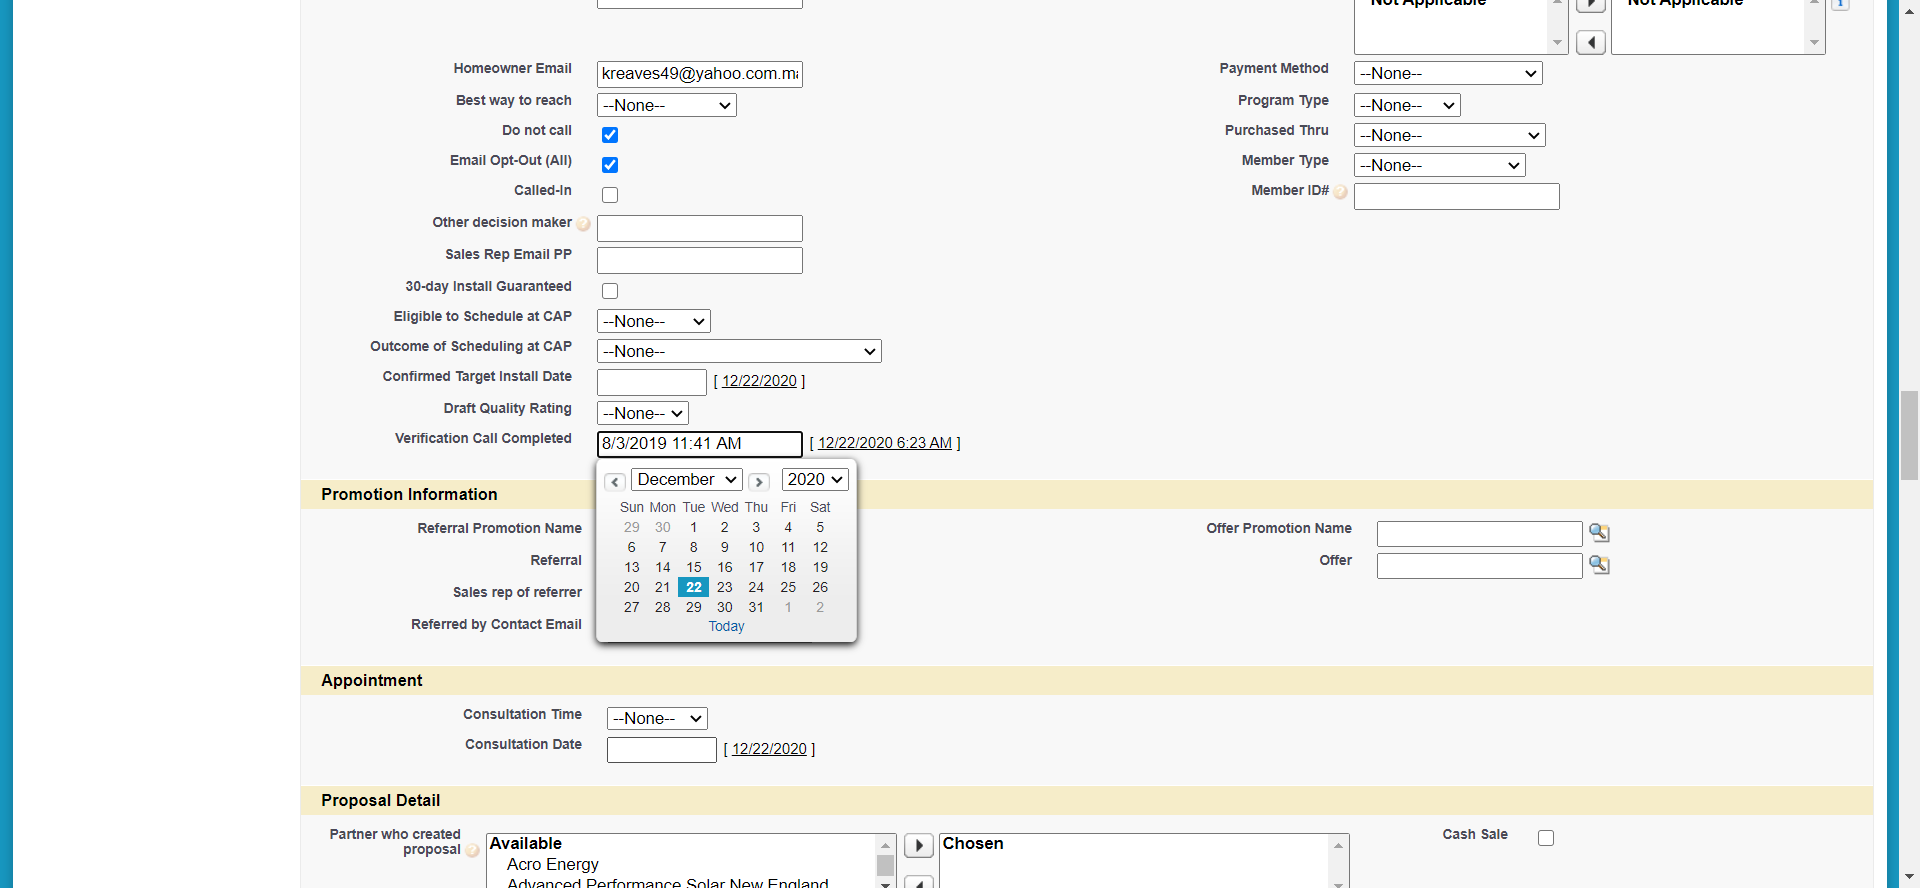 Not Applicable
Not Applicable
Homeowner Email kreaves49@yahoo.com.ma
Payment Method --None--
Best way to reach --None--
Program Type --None--
Do not call
Purchased Thru --None--
Email Opt-Out (All)
Member Type --None--
Called-In
Member ID#
Other decision maker
Sales Rep Email PP
30-day Install Guaranteed
Eligible to Schedule at CAP --None--
Outcome of Scheduling at CAP --None--
Confirmed Target Install Date [ 12/22/2020 ]
Draft Quality Rating --None--
Verification Call Completed 8/3/2019 11:41 AM [ 12/22/2020 6:23 AM ]
December 2020
Sun Mon Tue Wed Thu Fri Sat
29 30 1 2 3 4 5
6 7 8 9 10 11 12
13 14 15 16 17 18 19
20 21 22 23 24 25 26
27 28 29 30 31 1 2
Today
Promotion Information
Referral Promotion Name
Offer Promotion Name
Referral
Offer
Sales rep of referrer
Referred by Contact Email
Appointment
Consultation Time --None--
Consultation Date [ 12/22/2020 ]
Proposal Detail
Partner who created
proposal
Available
Acro Energy
Advanced Performance Solar New England
Chosen
Cash Sale